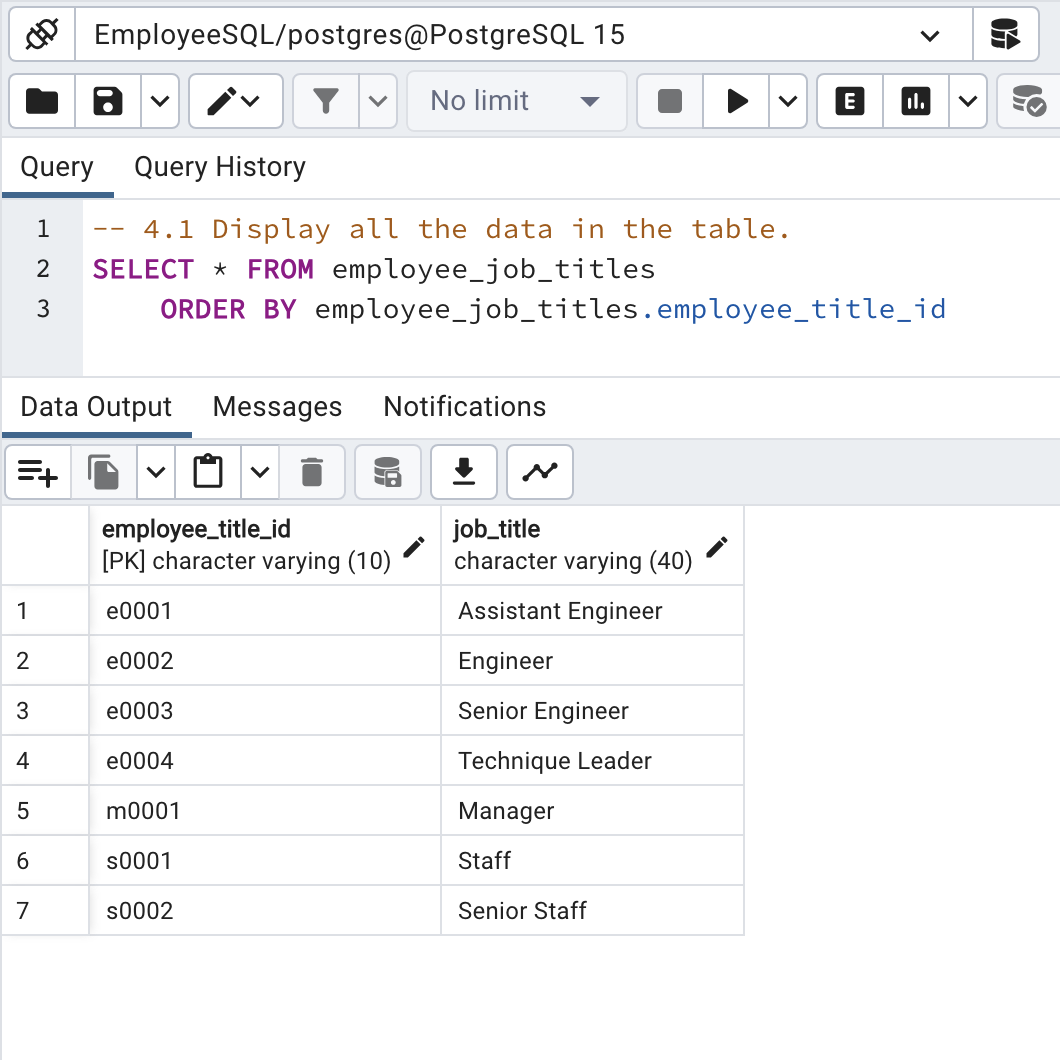 EmployeeSQL/postgres@PostgreSQL 15
No limit
E
Query Query History
1 -- 4.1 Display all the data in the table.
2 SELECT * FROM employee_job_titles
3 ORDER BY employee_job_titles.employee_title_id
Data Output Messages Notifications
employee_title_id job_title
[PK] character varying (10) character varying (40)
1 e0001 Assistant Engineer
2 e0002 Engineer
3 e0003 Senior Engineer
4 e0004 Technique Leader
5 m0001 Manager
6 s0001 Staff
7 s0002 Senior Staff